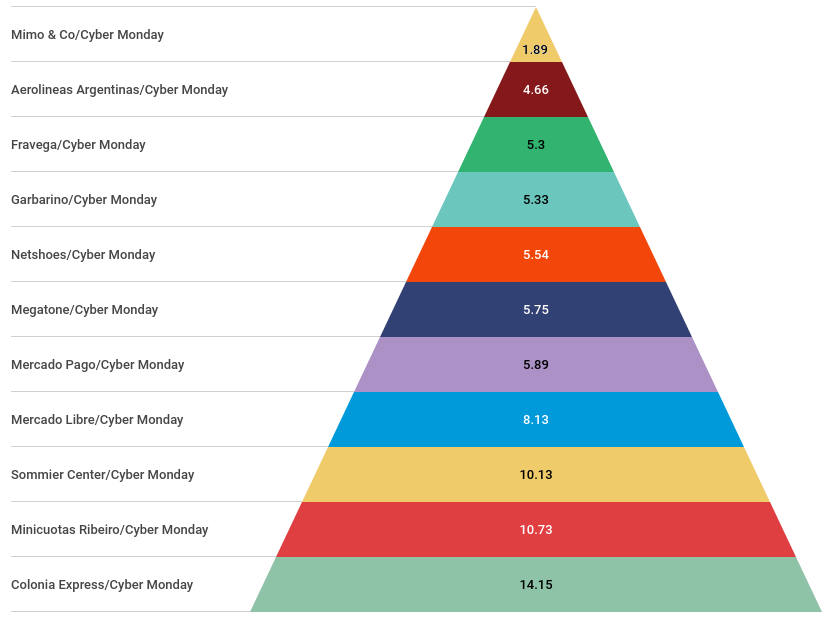 Mimo & Co/Cyber Monday
1.89
Aerolineas Argentinas/Cyber Monday
4.66
Fravega/Cyber Monday
5.3
Garbarino/Cyber Monday
5.33
Netshoes/Cyber Monday
5.54
Megatone/Cyber Monday
5.75
Mercado Pago/Cyber Monday
5.89
Mercado Libre/Cyber Monday
8.13
Sommier Center/Cyber Monday
10.13
Minicuotas Ribeiro/Cyber Monday
10.73
Colonia Express/Cyber Monday
14.15